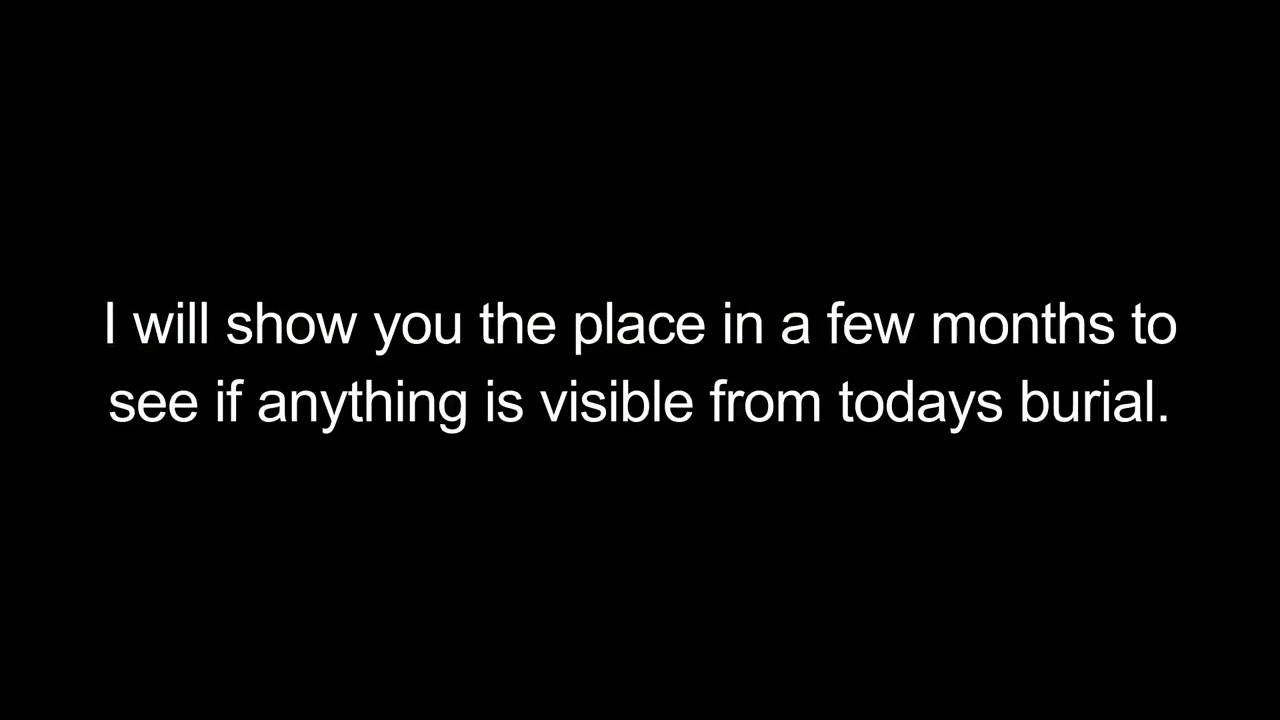 I will show you the place in a few months to
see if anything is visible from todays burial.